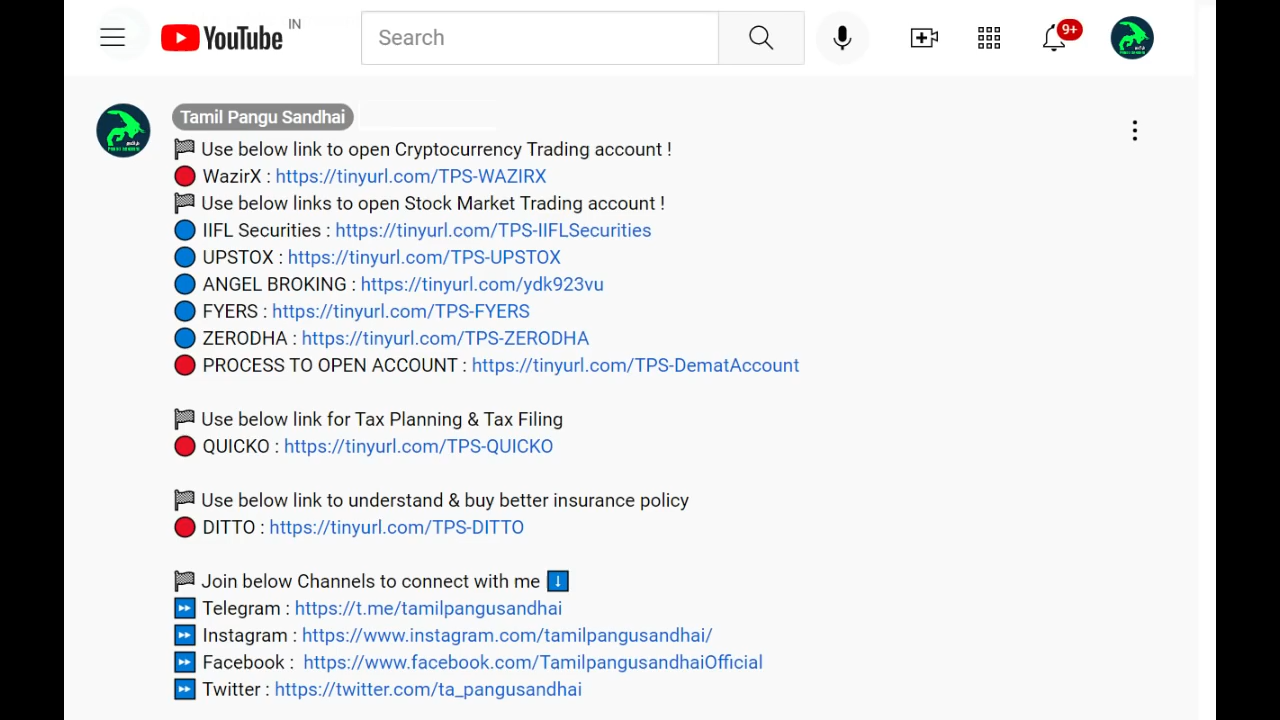 YouTube IN
Search
9+
Tamil Pangu Sandhai
Use below link to open Cryptocurrency Trading account !
WazirX : https://tinyurl.com/TPS-WAZIRX
Use below links to open Stock Market Trading account !
IIFL Securities : https://tinyurl.com/TPS-IIFLSecurities
UPSTOX : https://tinyurl.com/TPS-UPSTOX
ANGEL BROKING : https://tinyurl.com/ydk923vu
FYERS : https://tinyurl.com/TPS-FYERS
ZERODHA : https://tinyurl.com/TPS-ZERODHA
PROCESS TO OPEN ACCOUNT : https://tinyurl.com/TPS-DematAccount
Use below link for Tax Planning & Tax Filing
QUICKO : https://tinyurl.com/TPS-QUICKO
Use below link to understand & buy better insurance policy
DITTO : https://tinyurl.com/TPS-DITTO
Join below Channels to connect with me
Telegram : https://t.me/tamilpangusandhai
Instagram : https://www.instagram.com/tamilpangusandhai/
Facebook : https://www.facebook.com/TamilpangusandhaiOfficial
Twitter : https://twitter.com/ta_pangusandhai